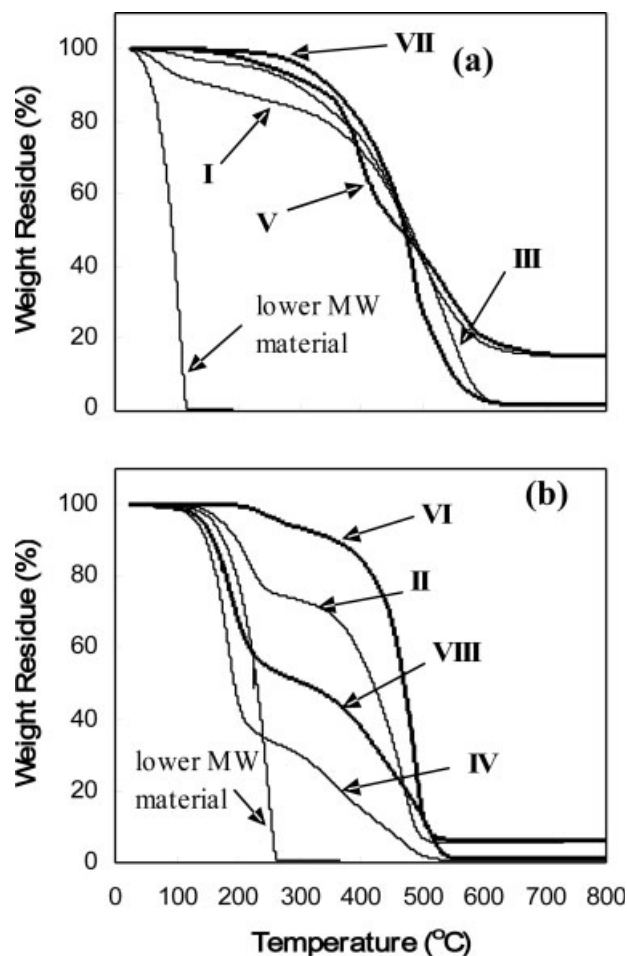 100
80
60
40
20
0
Weight Residue (%)
VII
(a)
I
V
III
lower MW
material
100
80
60
40
20
0
Weight Residue (%)
(b)
VI
II
VIII
IV
lower MW
material
0 100 200 300 400 500 600 700 800
Temperature (°C)